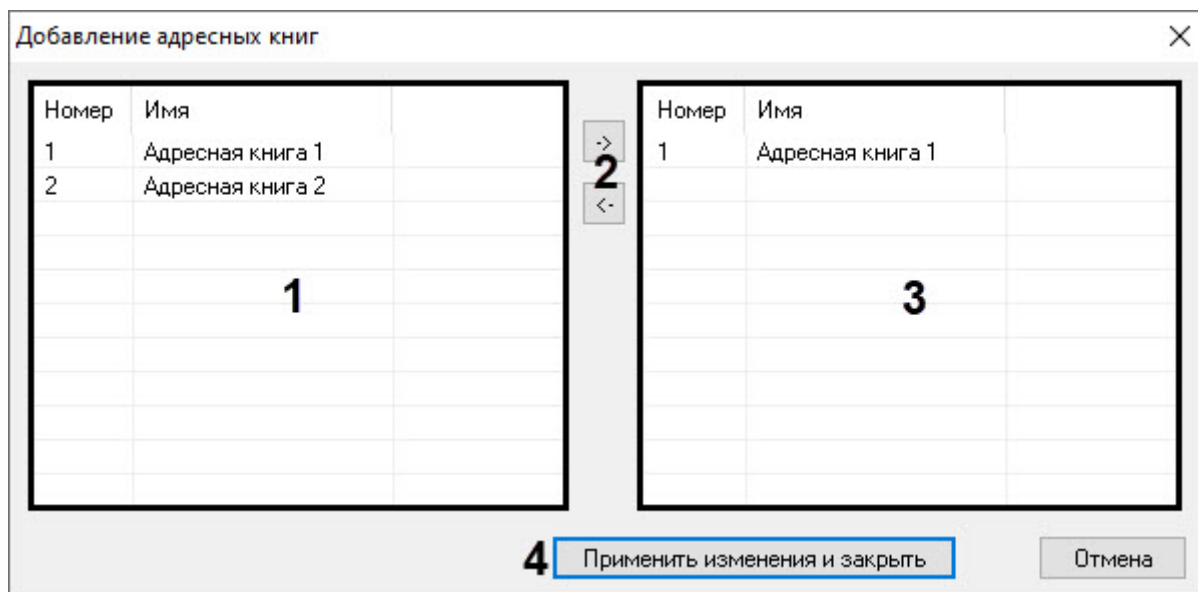 Добавление адресных книг
Номер Имя Номер Имя
1 Адресная книга 1 -> 1 Адресная книга 1
2
2 Адресная книга 2
<-
1 3
4 Применить изменения и закрыть Отмена